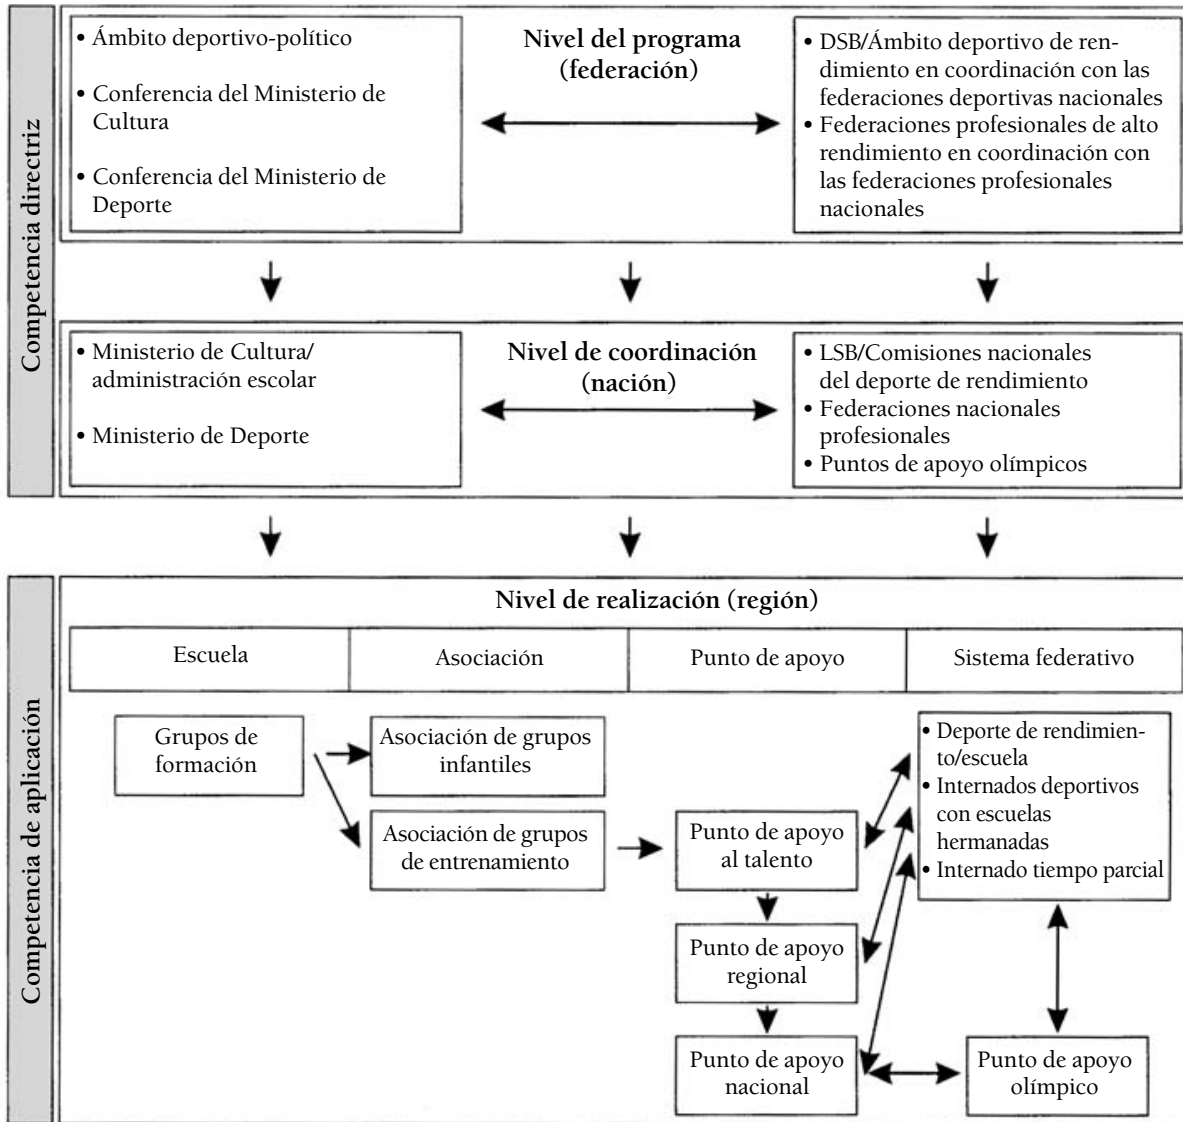 Competencia directriz
• Ámbito deportivo-político
• Conferencia del Ministerio de
Cultura
• Conferencia del Ministerio de
Deporte
Nivel del programa
(federación)
• DSB/Ámbito deportivo de ren-
dimiento en coordinación con las
federaciones deportivas nacionales
• Federaciones profesionales de alto
rendimiento en coordinación con
las federaciones profesionales
nacionales
• Ministerio de Cultura/
administración escolar
• Ministerio de Deporte
Nivel de coordinación
(nación)
• LSB/Comisiones nacionales
del deporte de rendimiento
• Federaciones nacionales
profesionales
• Puntos de apoyo olímpicos
Competencia de aplicación
Nivel de realización (región)
Escuela
Asociación
Punto de apoyo
Sistema federativo
Grupos de
formación
Asociación de grupos
infantiles
Asociación de grupos
de entrenamiento
Punto de apoyo
al talento
Punto de apoyo
regional
Punto de apoyo
nacional
• Deporte de rendimien-
to/escuela
• Internados deportivos
con escuelas
hermanadas
• Internado tiempo parcial
Punto de apoyo
olímpico